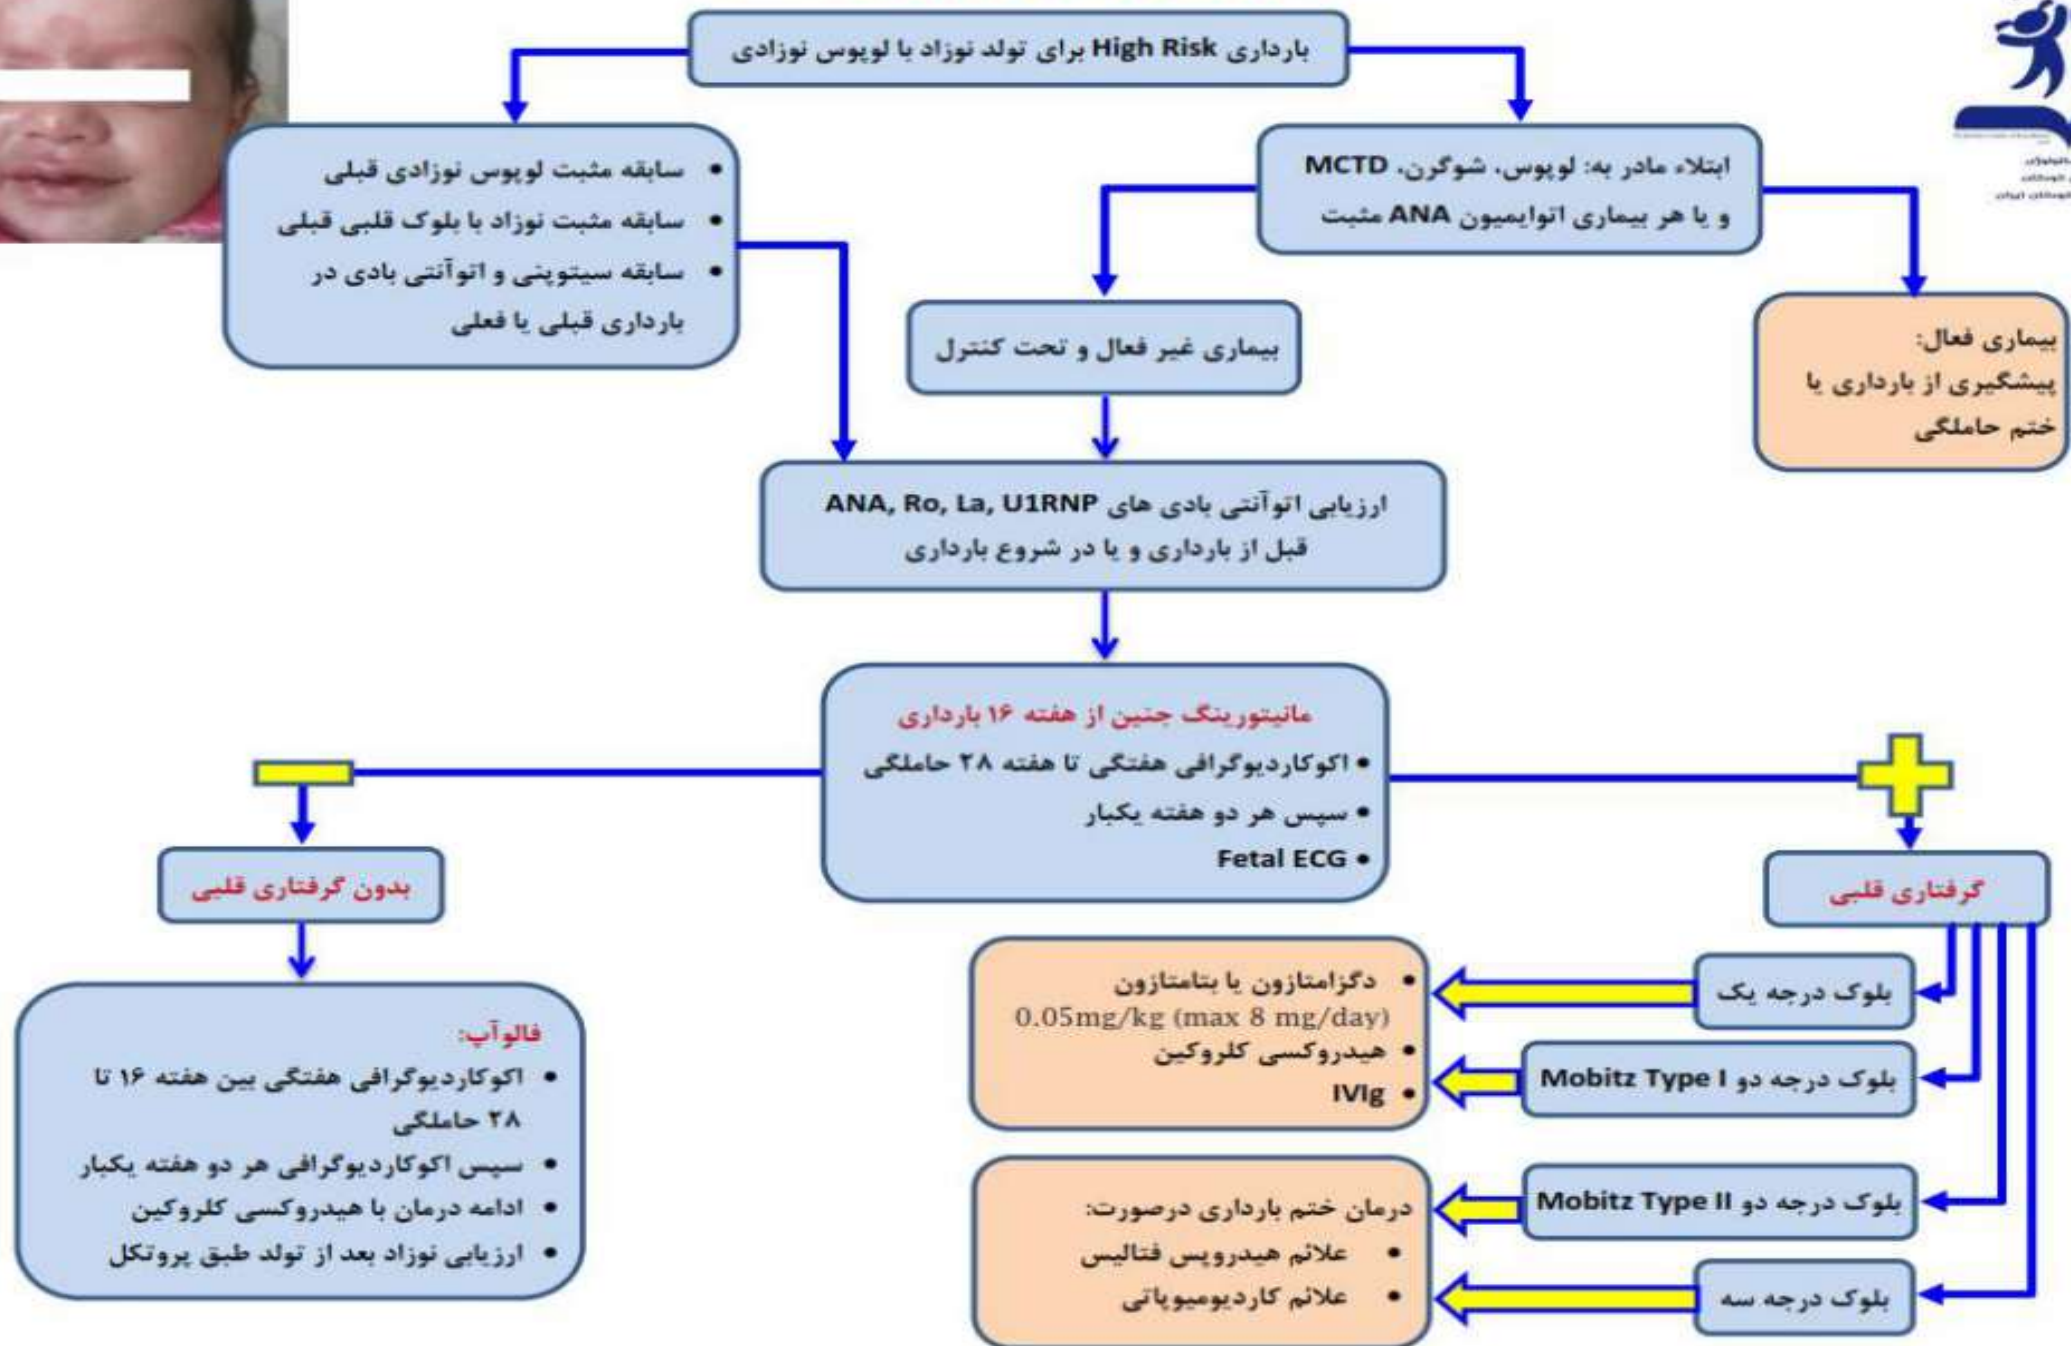 بارداری High Risk برای تولد نوزاد با لوپوس نوزادی
ابتلاء مادر به: لوپوس، شوگرن، MCTD
و یا هر بیماری اتوایمیون ANA مثبت
• سابقه مثبت لوپوس نوزادی قبلی
• سابقه مثبت نوزاد با بلوک قلبی قبلی
• سابقه سیتوپنی و اتوآنتی بادی در
بارداری قبلی یا فعلی
بیماری غیر فعال و تحت کنترل
بیماری فعال:
پیشگیری از بارداری یا
ختم حاملگی
ارزیابی اتوآنتی بادی های ANA, Ro, La, U1RNP
قبل از بارداری و یا در شروع بارداری
مانیتورینگ جنین از هفته ۱۶ بارداری
• اکوکاردیوگرافی هفتگی تا هفته ۲۸ حاملگی
• سپس هر دو هفته یکبار
• Fetal ECG
گرفتاری قلبی
بدون گرفتاری قلبی
بلوک درجه یک
بلوک درجه دو Mobitz Type I
بلوک درجه دو Mobitz Type II
بلوک درجه سه
• دگزامتازون یا بتامتازون
0.05mg/kg (max 8 mg/day)
• هیدروکسی کلروکین
• IVIg
درمان ختم بارداری درصورت:
• علائم هیدروپس فتالیس
• علائم کاردیومیوپاتی
فالوآپ:
• اکوکاردیوگرافی هفتگی بین هفته ۱۶ تا
۲۸ حاملگی
• سپس اکوکاردیوگرافی هر دو هفته یکبار
• ادامه درمان با هیدروکسی کلروکین
• ارزیابی نوزاد بعد از تولد طبق پروتکل